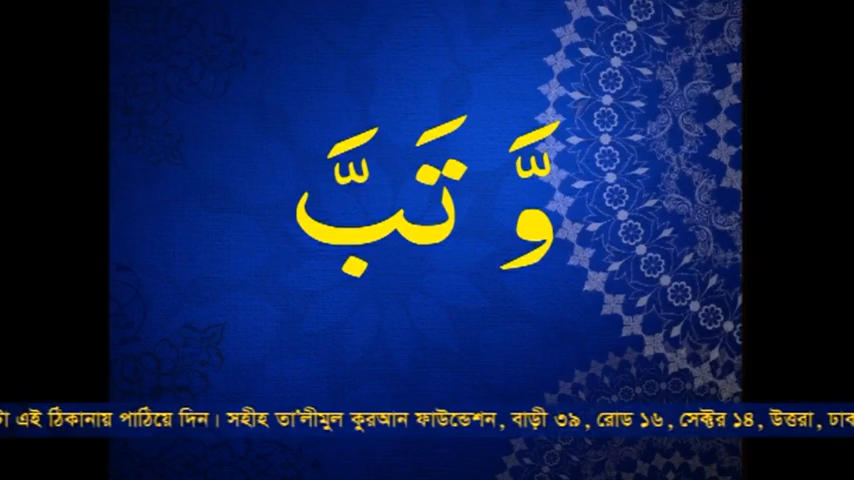 وَّ تَبَّ
এই ঠিকানায় পাঠিয়ে দিন। সহীহ তা'লীমুল কুরআন ফাউন্ডেশন, বাড়ী ৩৯, রোড ১৬, সেক্টর ১৪, উত্তরা,